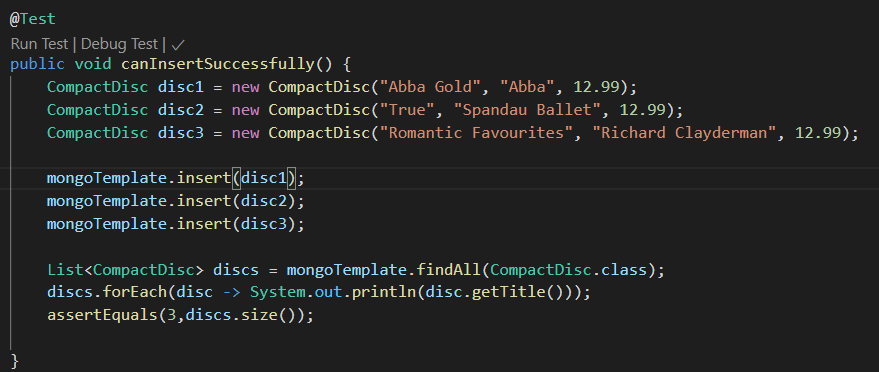 @Test
Run Test | Debug Test | ✓
public void canInsertSuccessfully() {
    CompactDisc disc1 = new CompactDisc("Abba Gold", "Abba", 12.99);
    CompactDisc disc2 = new CompactDisc("True", "Spandau Ballet", 12.99);
    CompactDisc disc3 = new CompactDisc("Romantic Favourites", "Richard Clayderman", 12.99);
    mongoTemplate.insert(disc1);
    mongoTemplate.insert(disc2);
    mongoTemplate.insert(disc3);
    List<CompactDisc> discs = mongoTemplate.findAll(CompactDisc.class);
    discs.forEach(disc -> System.out.println(disc.getTitle()));
    assertEquals(3,discs.size());
}